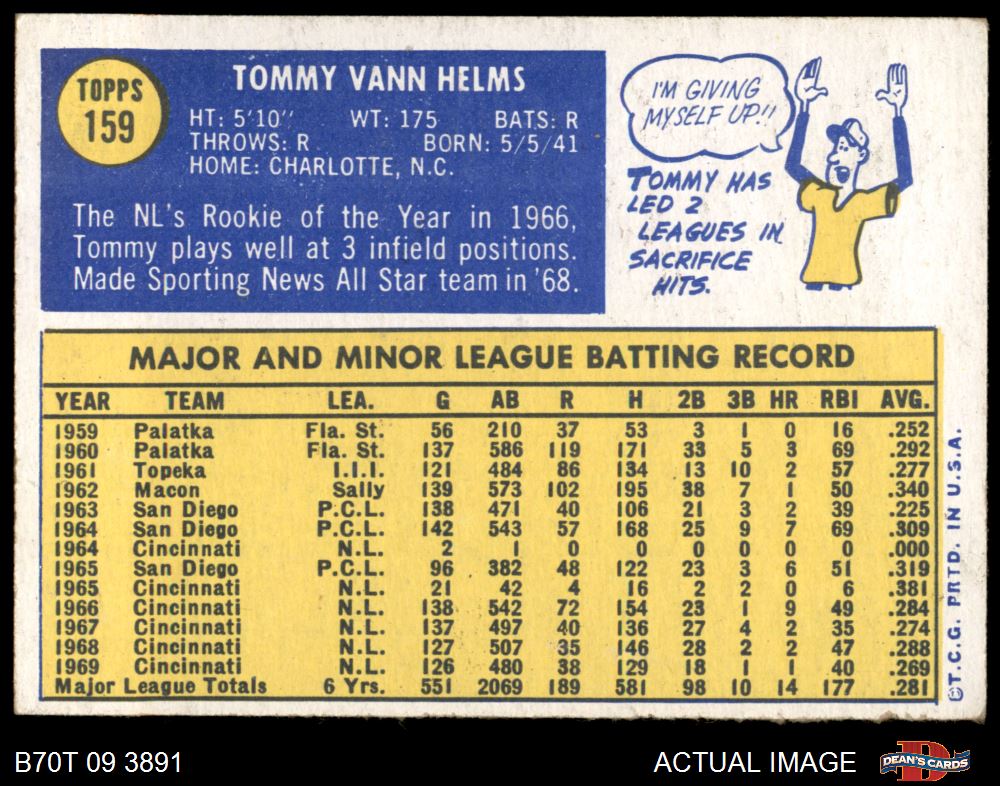 TOPPS
159
TOMMY VANN HELMS
HT: 5'10" WT: 175 BATS: R
THROWS: R BORN: 5/5/41
HOME: CHARLOTTE, N.C.
The NL's Rookie of the Year in 1966,
Tommy plays well at 3 infield positions.
Made Sporting News All Star team in '68.
I'M GIVING
MYSELF UP!!
TOMMY HAS
LED 2
LEAGUES IN
SACRIFICE
HITS.
MAJOR AND MINOR LEAGUE BATTING RECORD
YEAR TEAM LEA. G AB R H 2B 3B HR RBI AVG.
1959 Palatka Fla. St. 56 210 37 53 3 1 0 16 .252
1960 Palatka Fla. St. 137 586 119 171 33 5 3 69 .292
1961 Topeka I.I.I. 121 484 86 134 13 10 2 57 .277
1962 Macon Sally 139 573 102 195 38 7 1 50 .340
1963 San Diego P.C.L. 138 471 40 106 21 3 2 39 .225
1964 San Diego P.C.L. 142 543 57 168 25 9 7 69 .309
1964 Cincinnati N.L. 2 1 0 0 0 0 0 0 .000
1965 San Diego P.C.L. 96 382 48 122 23 3 6 51 .319
1965 Cincinnati N.L. 21 42 4 16 2 2 0 6 .381
1966 Cincinnati N.L. 138 542 72 154 23 1 9 49 .284
1967 Cincinnati N.L. 137 497 40 136 27 4 2 35 .274
1968 Cincinnati N.L. 127 507 35 146 28 2 2 47 .288
1969 Cincinnati N.L. 126 480 38 129 18 1 1 40 .269
Major League Totals 6 Yrs. 551 2069 189 581 98 10 14 177 .281
©T.C.G. PRTD. IN U.S.A.
B70T 09 3891
ACTUAL IMAGE
DEAN'S CARDS